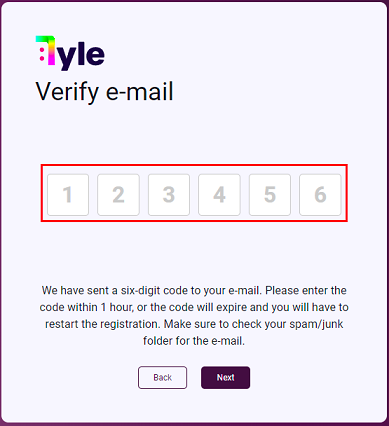 Tyle
Verify e-mail
1 2 3 4 5 6
We have sent a six-digit code to your e-mail. Please enter the
code within 1 hour, or the code will expire and you will have to
restart the registration. Make sure to check your spam/junk
folder for the e-mail.
Back Next